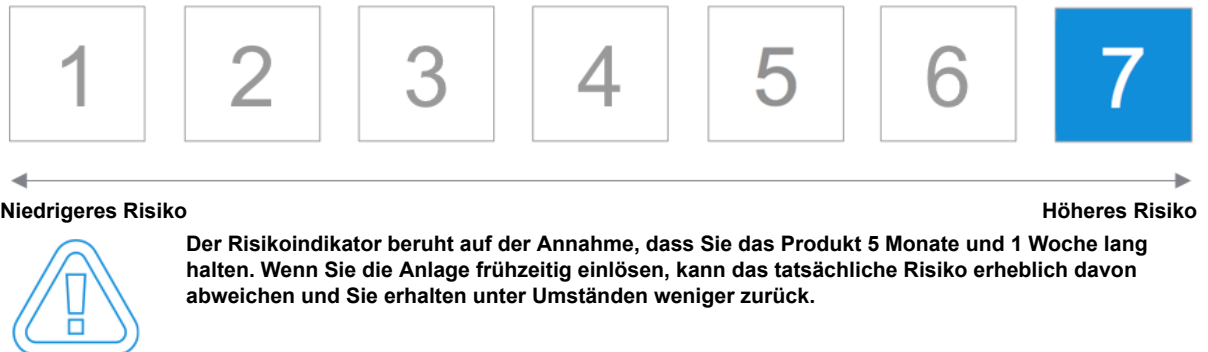 1 2 3 4 5 6 7
Niedrigeres Risiko Höheres Risiko
Der Risikoindikator beruht auf der Annahme, dass Sie das Produkt 5 Monate und 1 Woche lang
halten. Wenn Sie die Anlage frühzeitig einlösen, kann das tatsächliche Risiko erheblich davon
abweichen und Sie erhalten unter Umständen weniger zurück.